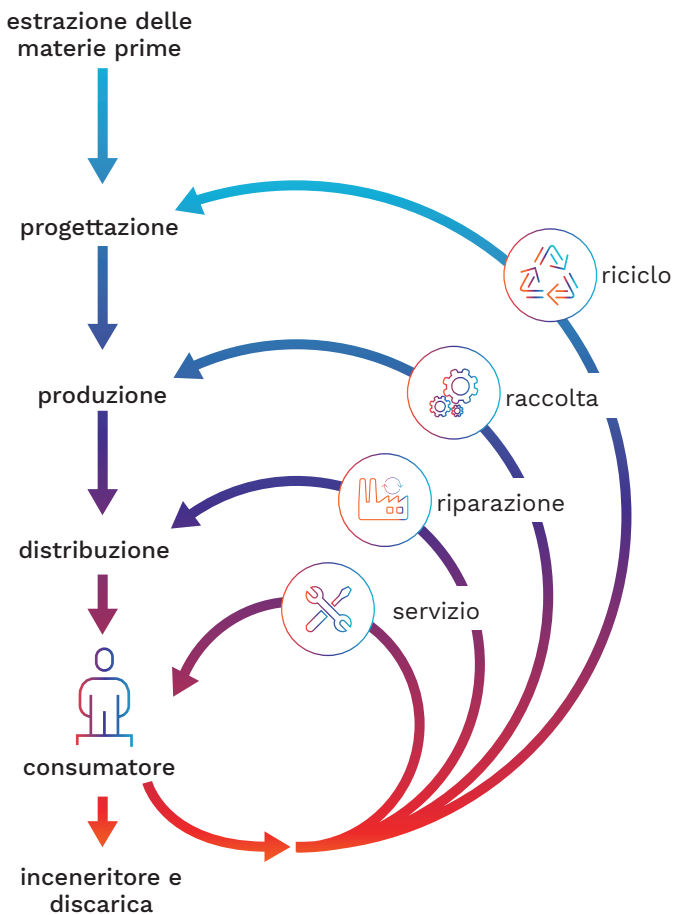 estrazione delle
materie prime
progettazione
riciclo
produzione
raccolta
riparazione
distribuzione
servizio
consumatore
inceneritore e
discarica